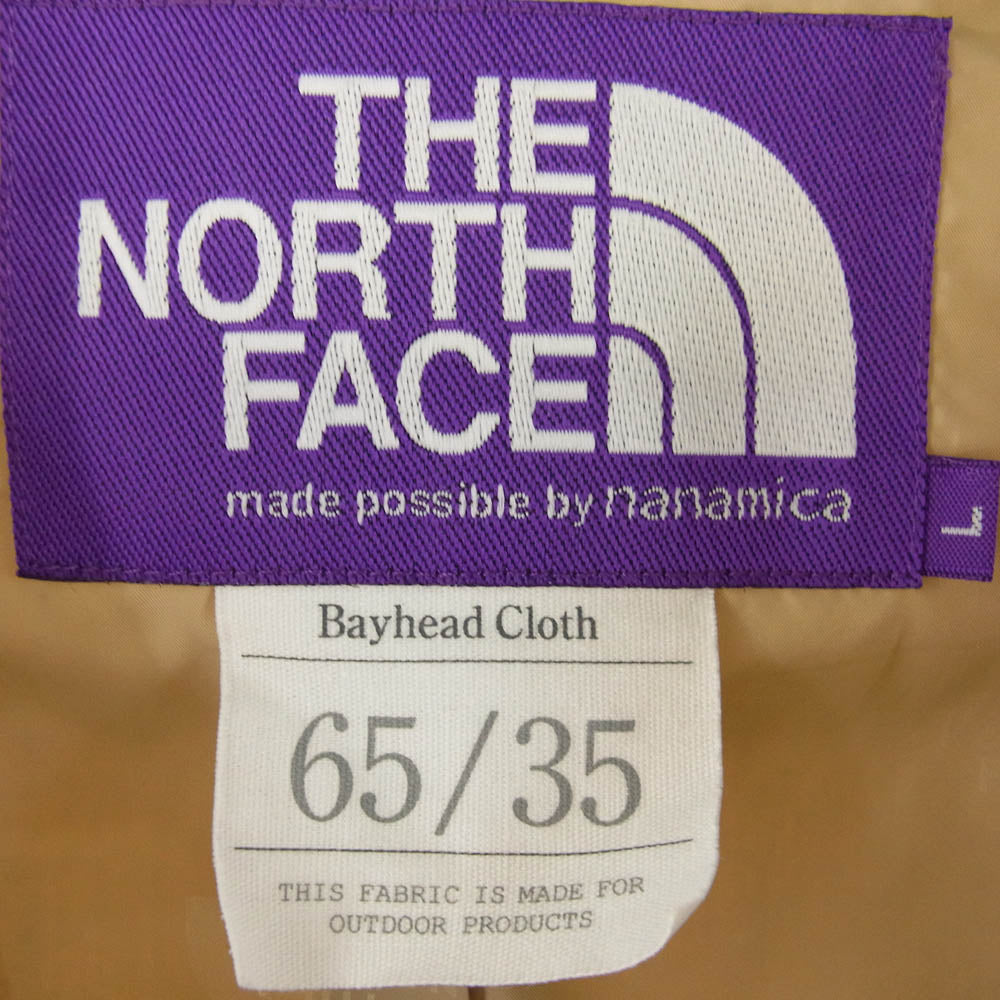 THE
NORTH
FACE
made possible by nanamica
L
Bayhead Cloth
65/35
THIS FABRIC IS MADE FOR
OUTDOOR PRODUCTS